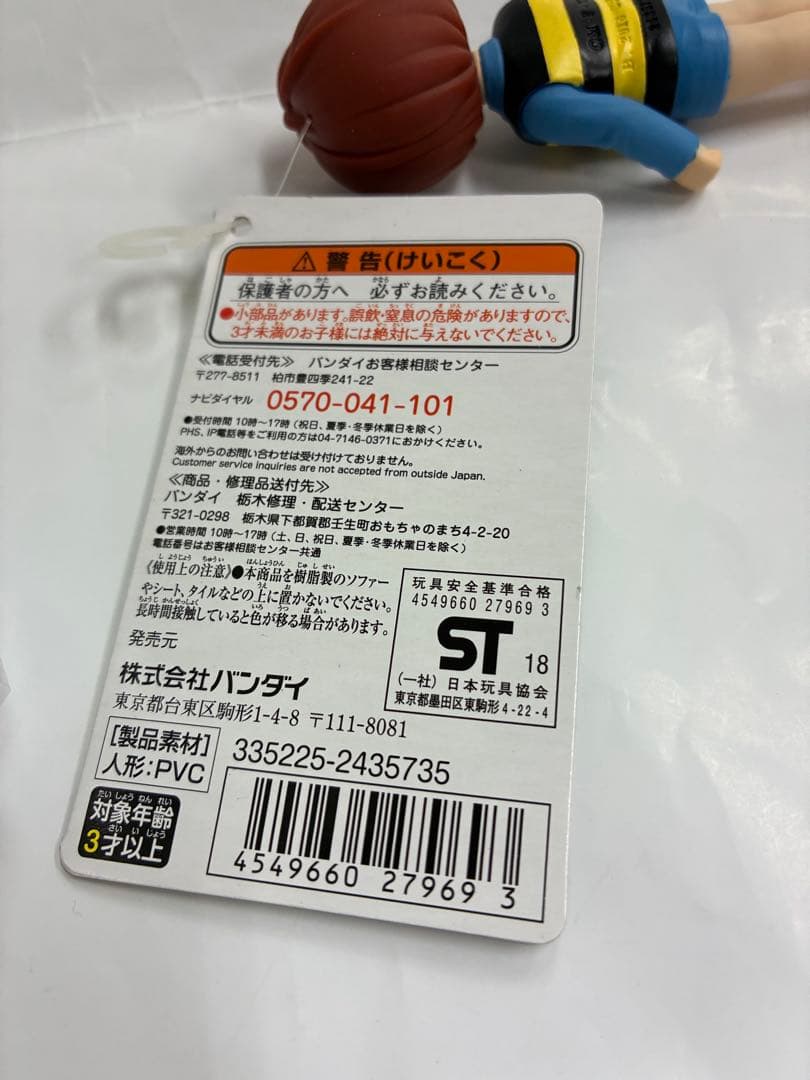 ⚠ 警告(けいこく)
保護者の方へ 必ずお読みください。
●小部品があります。誤飲・窒息の危険がありますので、
3才未満のお子様には絶対に与えないでください。
≪電話受付先≫ バンダイお客様相談センター
〒277-8511 柏市豊四季241-22
ナビダイヤル 0570-041-101
●受付時間 10時～17時 (祝日、夏季・冬季休業日を除く)
PHS、IP電話等をご利用の方は04-7146-0371におかけください。
海外からのお問い合わせは受け付けておりません。
Customer service inquiries are not accepted from outside Japan.
≪商品・修理品送付先≫
バンダイ 栃木修理・配送センター
〒321-0298 栃木県下都賀郡壬生町おもちゃのまち4-2-20
●営業時間 10時～17時 (土、日、祝日、夏季・冬季休業日を除く)
電話番号はお客様相談センター共通
《使用上の注意》●本商品を樹脂製のソファー
やシート、タイルなどの上に置かないでください。
長時間接触していると色が移る場合があります。
玩具安全基準合格
4549660 27969 3
ST 18
(一社) 日本玩具協会
東京都墨田区東駒形 4-22-4
発売元
株式会社バンダイ
東京都台東区駒形1-4-8 〒111-8081
[製品素材]
人形:PVC
335225-2435735
対象年齢
3才以上
4549660 27969 3